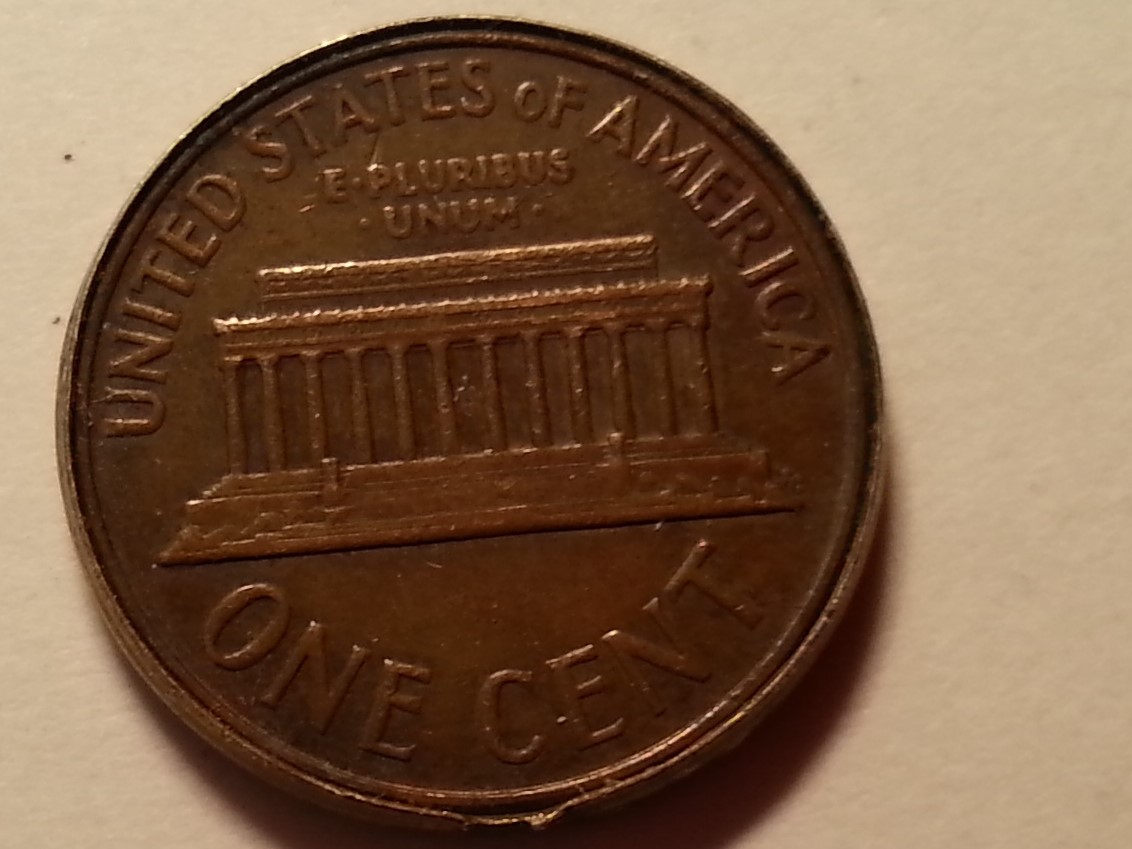 UNITED STATES OF AMERICA
E·PLURIBUS
·UNUM·
ONE CENT